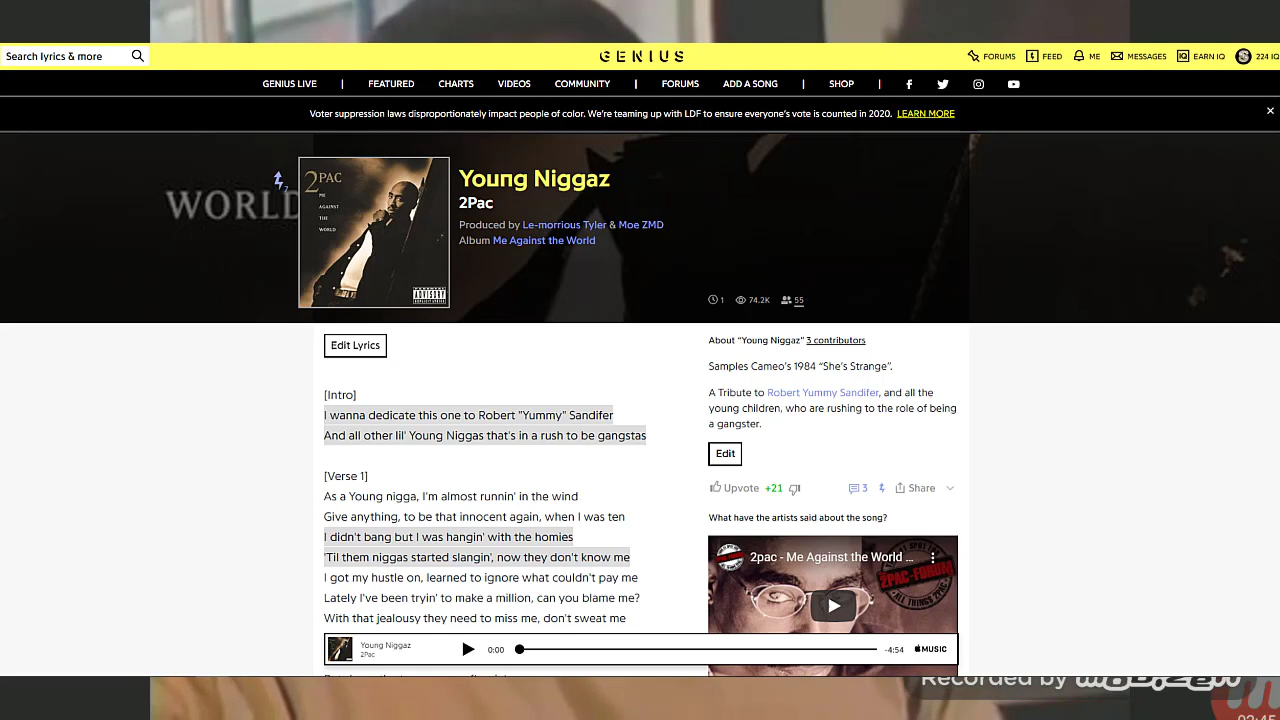 Search lyrics & more
GENIUS
FORUMS FEED ME MESSAGES EARN IQ 224 IQ
GENIUS LIVE | FEATURED CHARTS VIDEOS COMMUNITY | FORUMS ADD A SONG | SHOP |
Voter suppression laws disproportionately impact people of color. We're teaming up with LDF to ensure everyone's vote is counted in 2020. LEARN MORE
WORLD
7
2PAC
ME
AGAINST
THE
WORLD
Young Niggaz
2Pac
Produced by Le-morrious Tyler & Moe ZMD
Album Me Against the World
1 74.2K 55
Edit Lyrics
[Intro]
I wanna dedicate this one to Robert "Yummy" Sandifer
And all other lil' Young Niggas that's in a rush to be gangstas
[Verse 1]
As a Young nigga, I'm almost runnin' in the wind
Give anything, to be that innocent again, when I was ten
I didn't bang but I was hangin' with the homies
'Til them niggas started slangin', now they don't know me
I got my hustle on, learned to ignore what couldn't pay me
Lately I've been tryin' to make a million, can you blame me?
With that jealousy they need to miss me, don't sweat me
About "Young Niggaz" 3 contributors
Samples Cameo's 1984 "She's Strange".
A Tribute to Robert Yummy Sandifer, and all the
young children, who are rushing to the role of being
a gangster.
Edit
Upvote +21 3 Share
What have the artists said about the song?
2pac - Me Against the World ...
2PAC-FORUM
ALL THINGS 2PAC
Young Niggaz
2Pac
0:00 -4:54 MUSIC
Recorded by
02:45